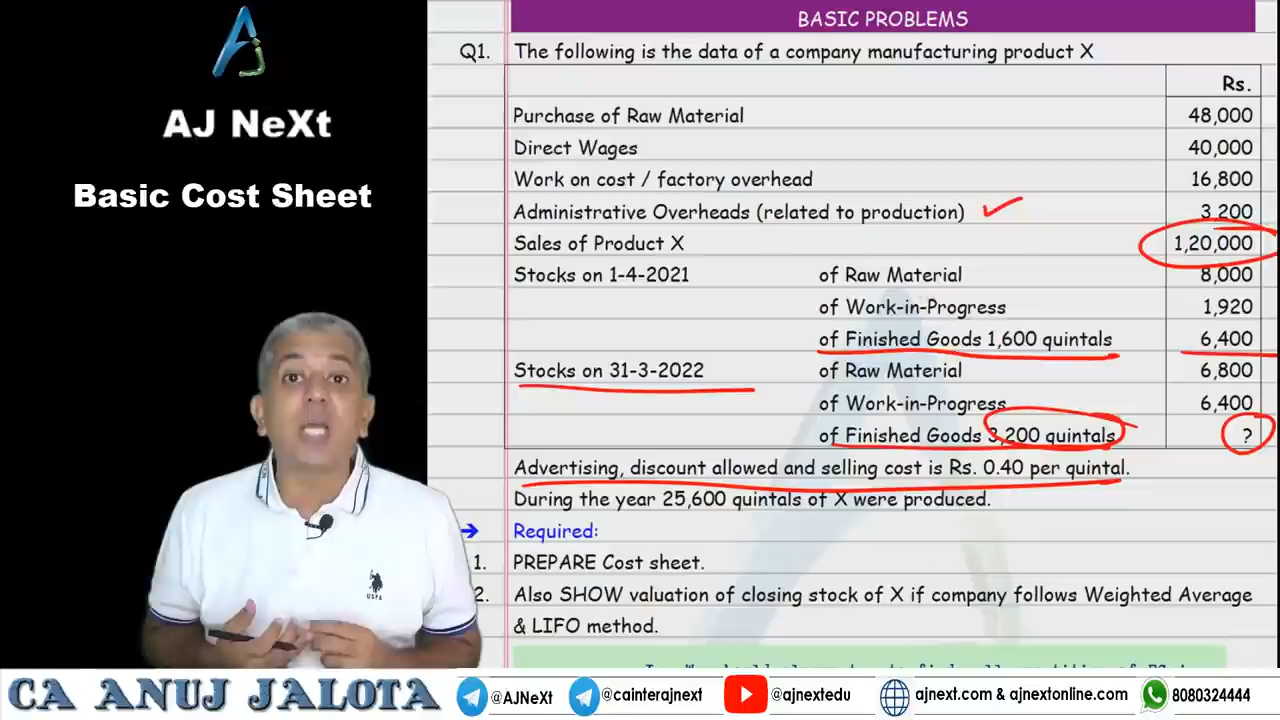 BASIC PROBLEMS
Q1. The following is the data of a company manufacturing product X
Rs.
Purchase of Raw Material 48,000
Direct Wages 40,000
Work on cost / factory overhead 16,800
Administrative Overheads (related to production) 3,200
Sales of Product X 1,20,000
Stocks on 1-4-2021 of Raw Material 8,000
of Work-in-Progress 1,920
of Finished Goods 1,600 quintals 6,400
Stocks on 31-3-2022 of Raw Material 6,800
of Work-in-Progress 6,400
of Finished Goods 3,200 quintals ?
Advertising, discount allowed and selling cost is Rs. 0.40 per quintal.
During the year 25,600 quintals of X were produced.
➔ Required:
1. PREPARE Cost sheet.
2. Also SHOW valuation of closing stock of X if company follows Weighted Average
& LIFO method.
AJ NeXt
Basic Cost Sheet
USPA
CA ANUJ JALOTA @AJNeXt @cainterajnext @ajnextedu ajnext.com & ajnextonline.com 8080324444